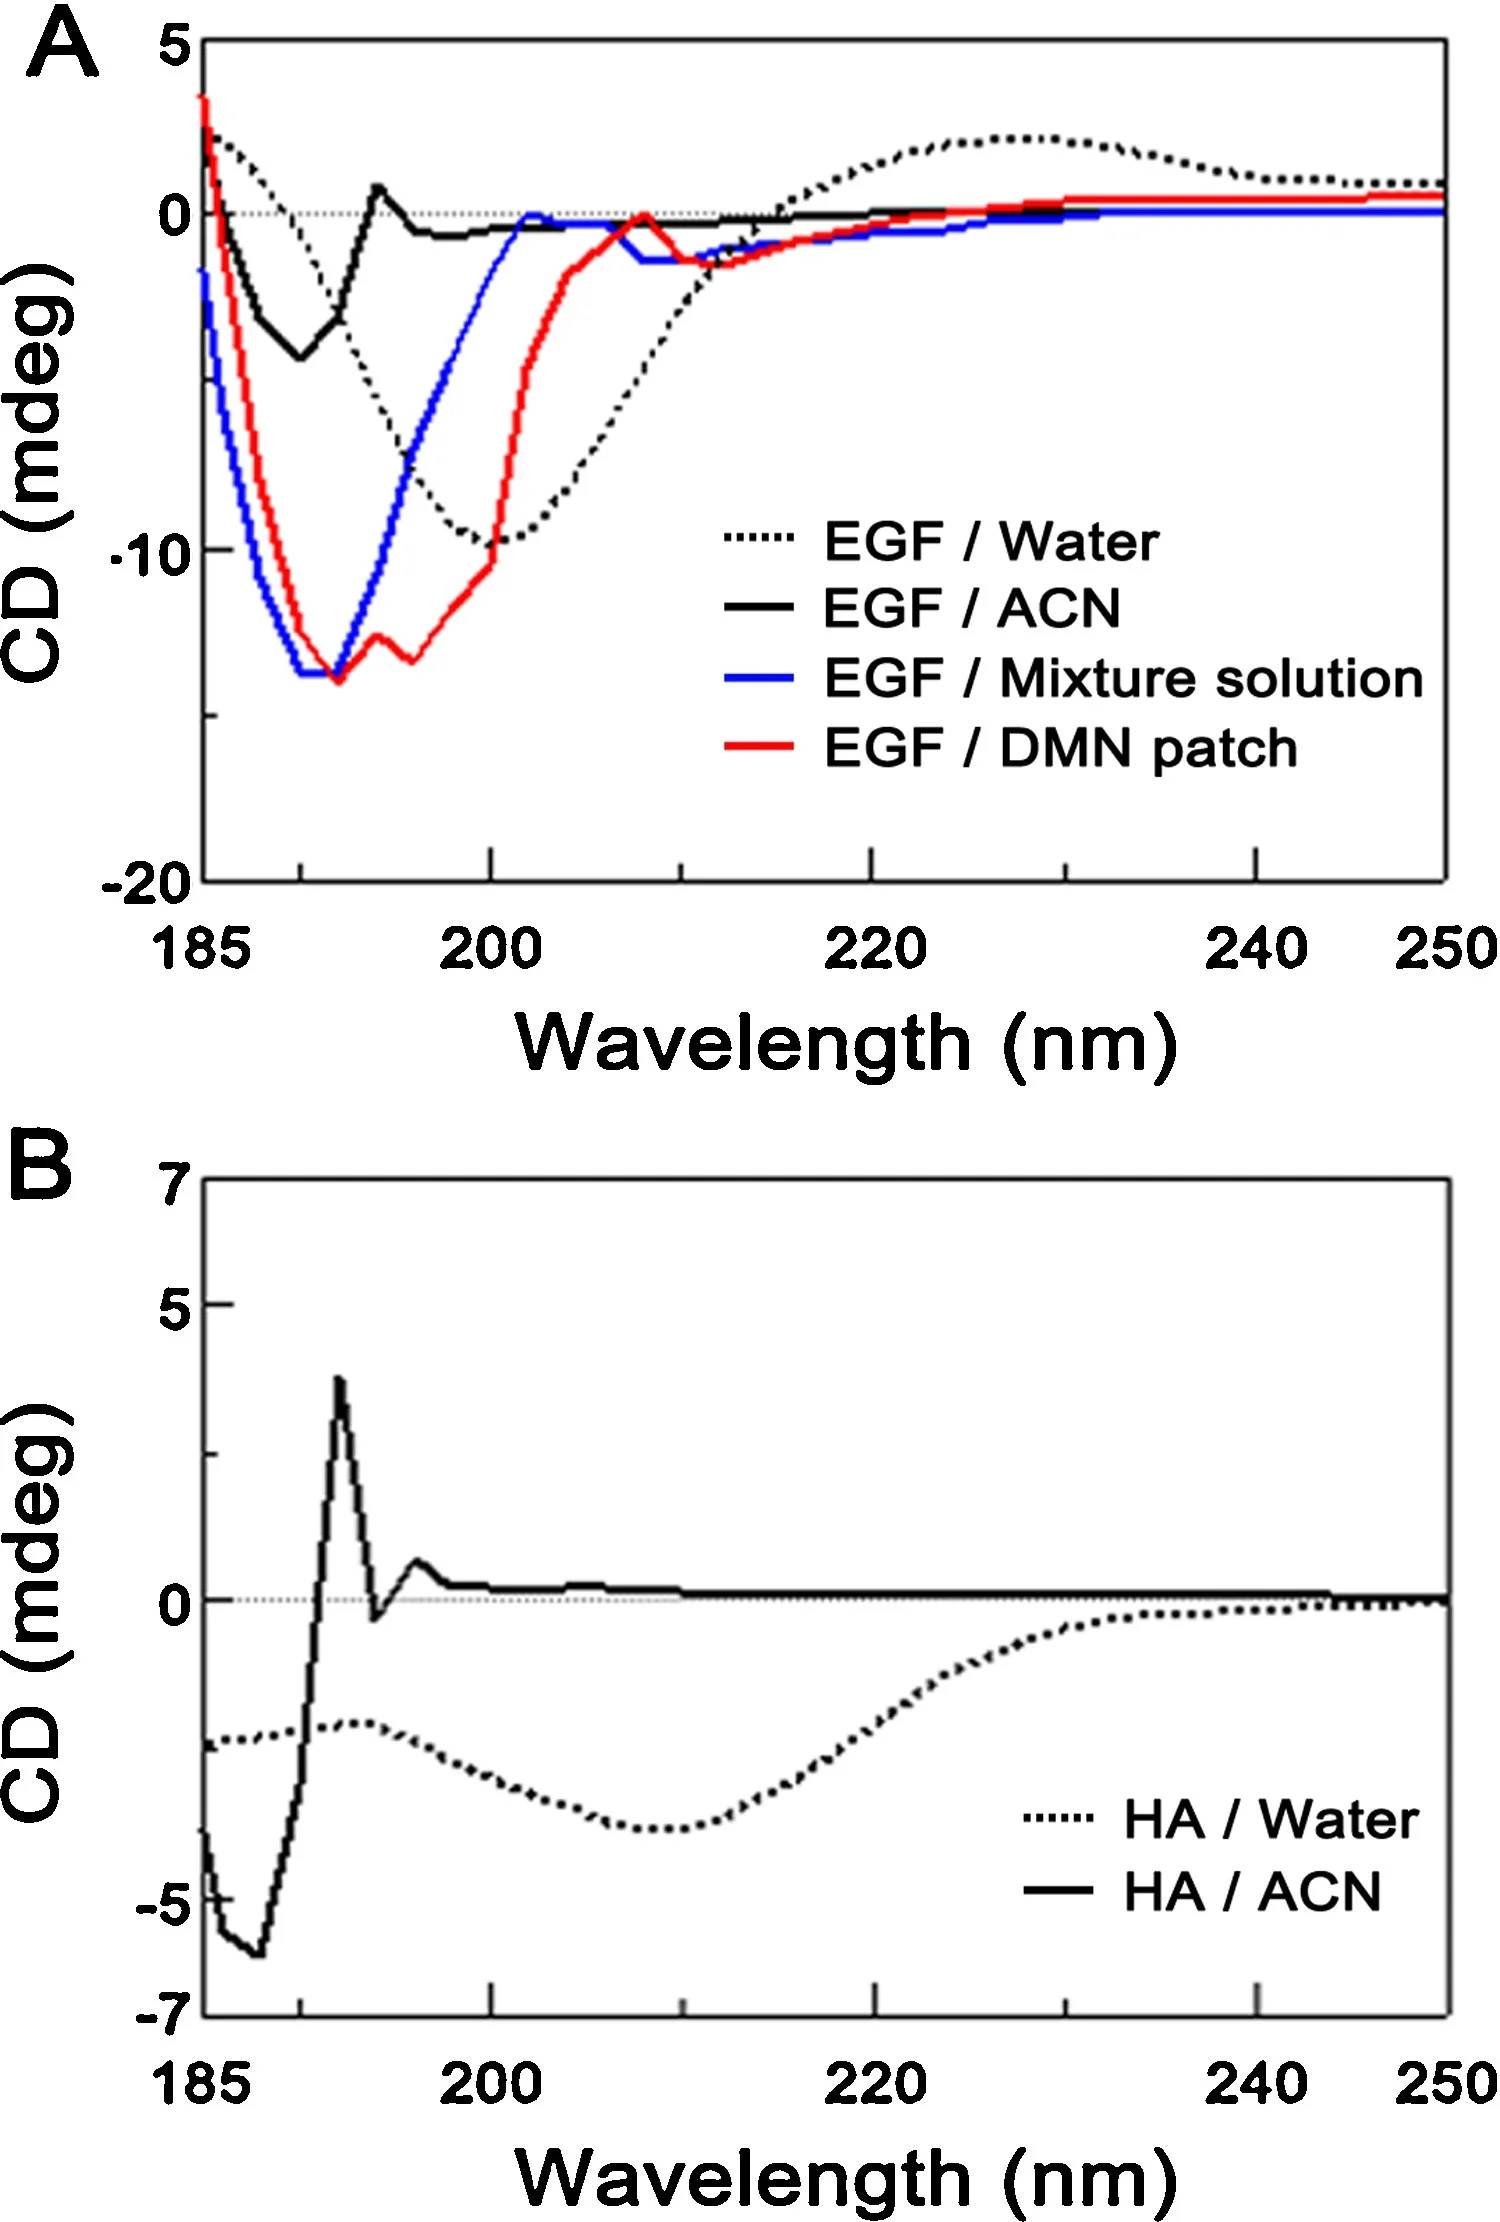 A
5
0
-10
-20
CD (mdeg)
EGF / Water
EGF / ACN
EGF / Mixture solution
EGF / DMN patch
185 200 220 240 250
Wavelength (nm)
B
7
5
0
-5
-7
CD (mdeg)
HA / Water
HA / ACN
185 200 220 240 250
Wavelength (nm)